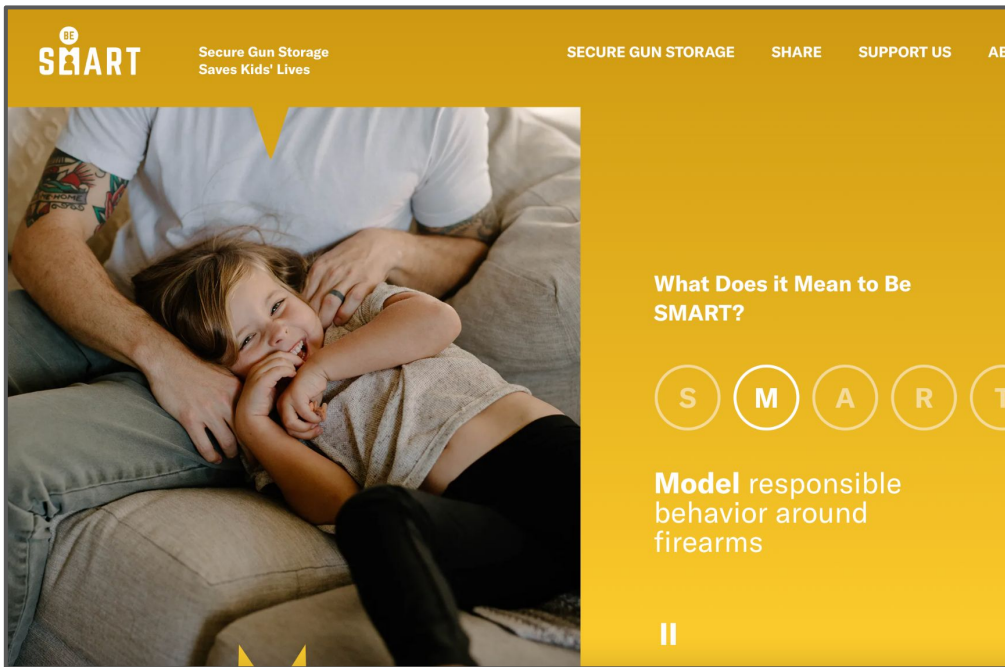 BE
SMART
Secure Gun Storage
Saves Kids' Lives
SECURE GUN STORAGE SHARE SUPPORT US
What Does it Mean to Be
SMART?
S M A R T
Model responsible
behavior around
firearms